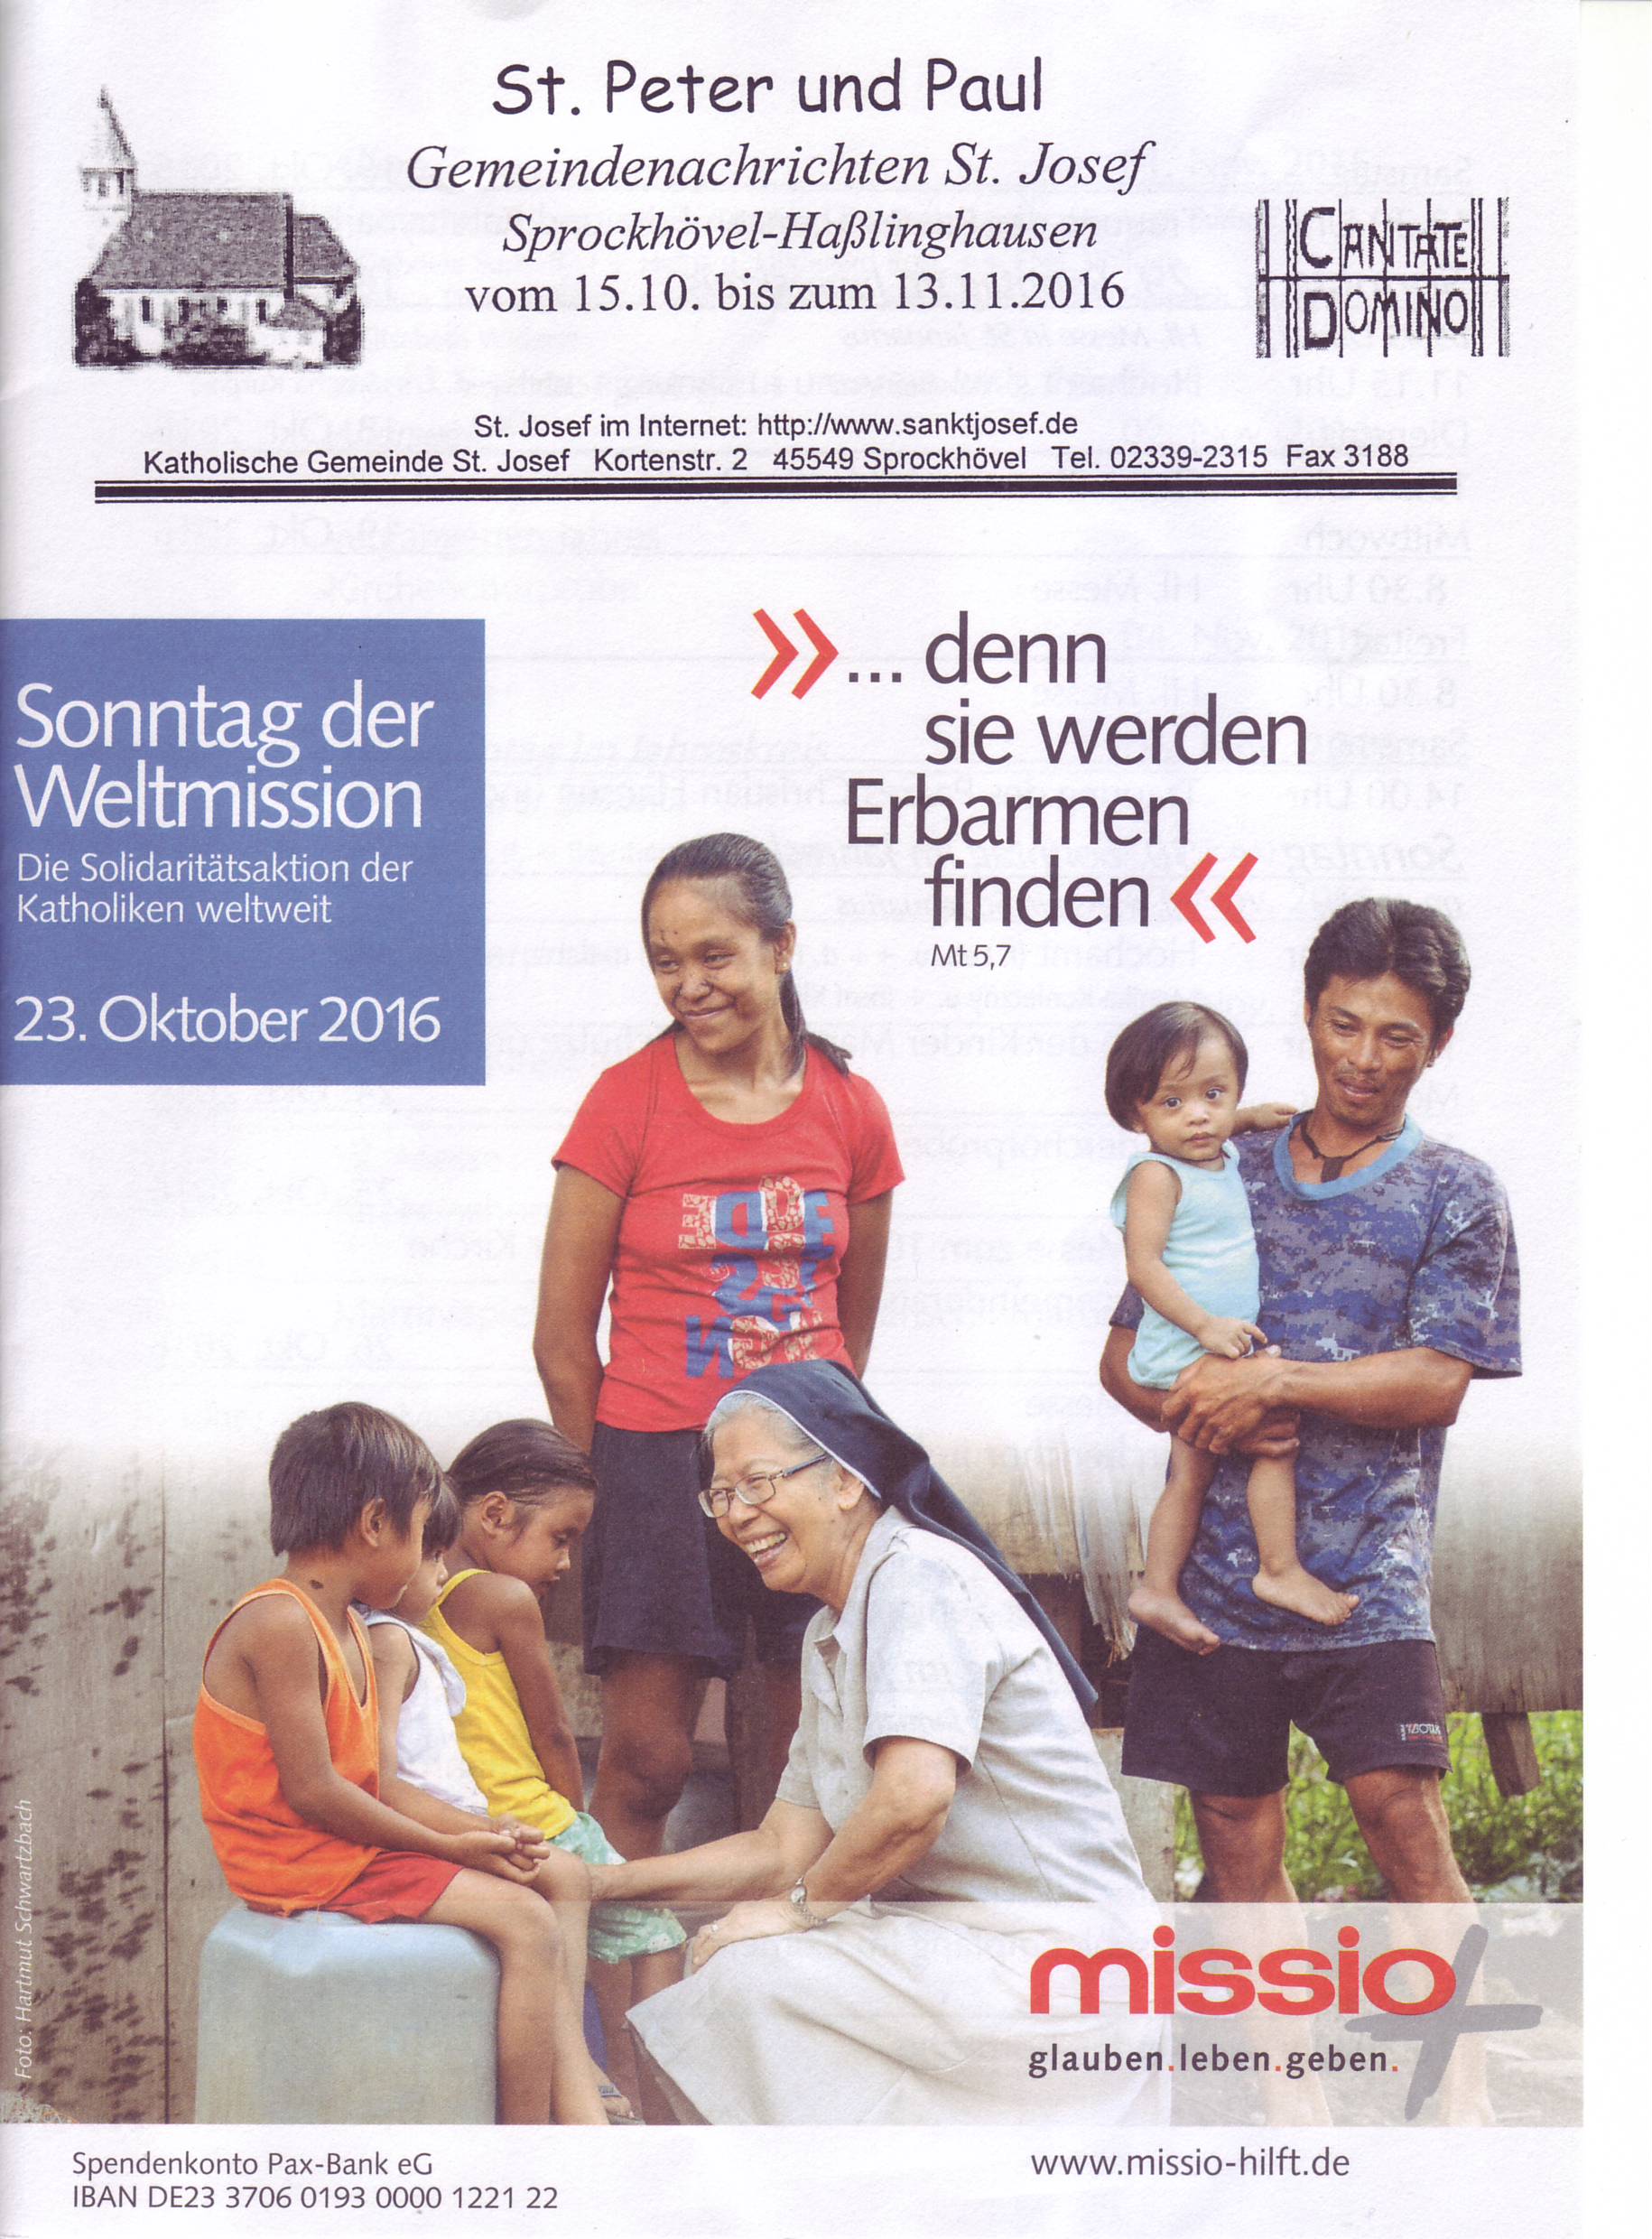 St. Peter und Paul
Gemeindenachrichten St. Josef
Sprockhövel-Haßlinghausen
vom 15.10. bis zum 13.11.2016
CANTATE
DOMINO
St. Josef im Internet: http://www.sanktjosef.de
Katholische Gemeinde St. Josef Kortenstr. 2 45549 Sprockhövel Tel. 02339-2315 Fax 3188
Sonntag der
Weltmission
Die Solidaritätsaktion der
Katholiken weltweit
23. Oktober 2016
»... denn
sie werden
Erbarmen
finden«
Mt 5,7
Foto: Hartmut Schwartzbach
missio
glauben.leben.geben.
Spendenkonto Pax-Bank eG
IBAN DE23 3706 0193 0000 1221 22
www.missio-hilft.de